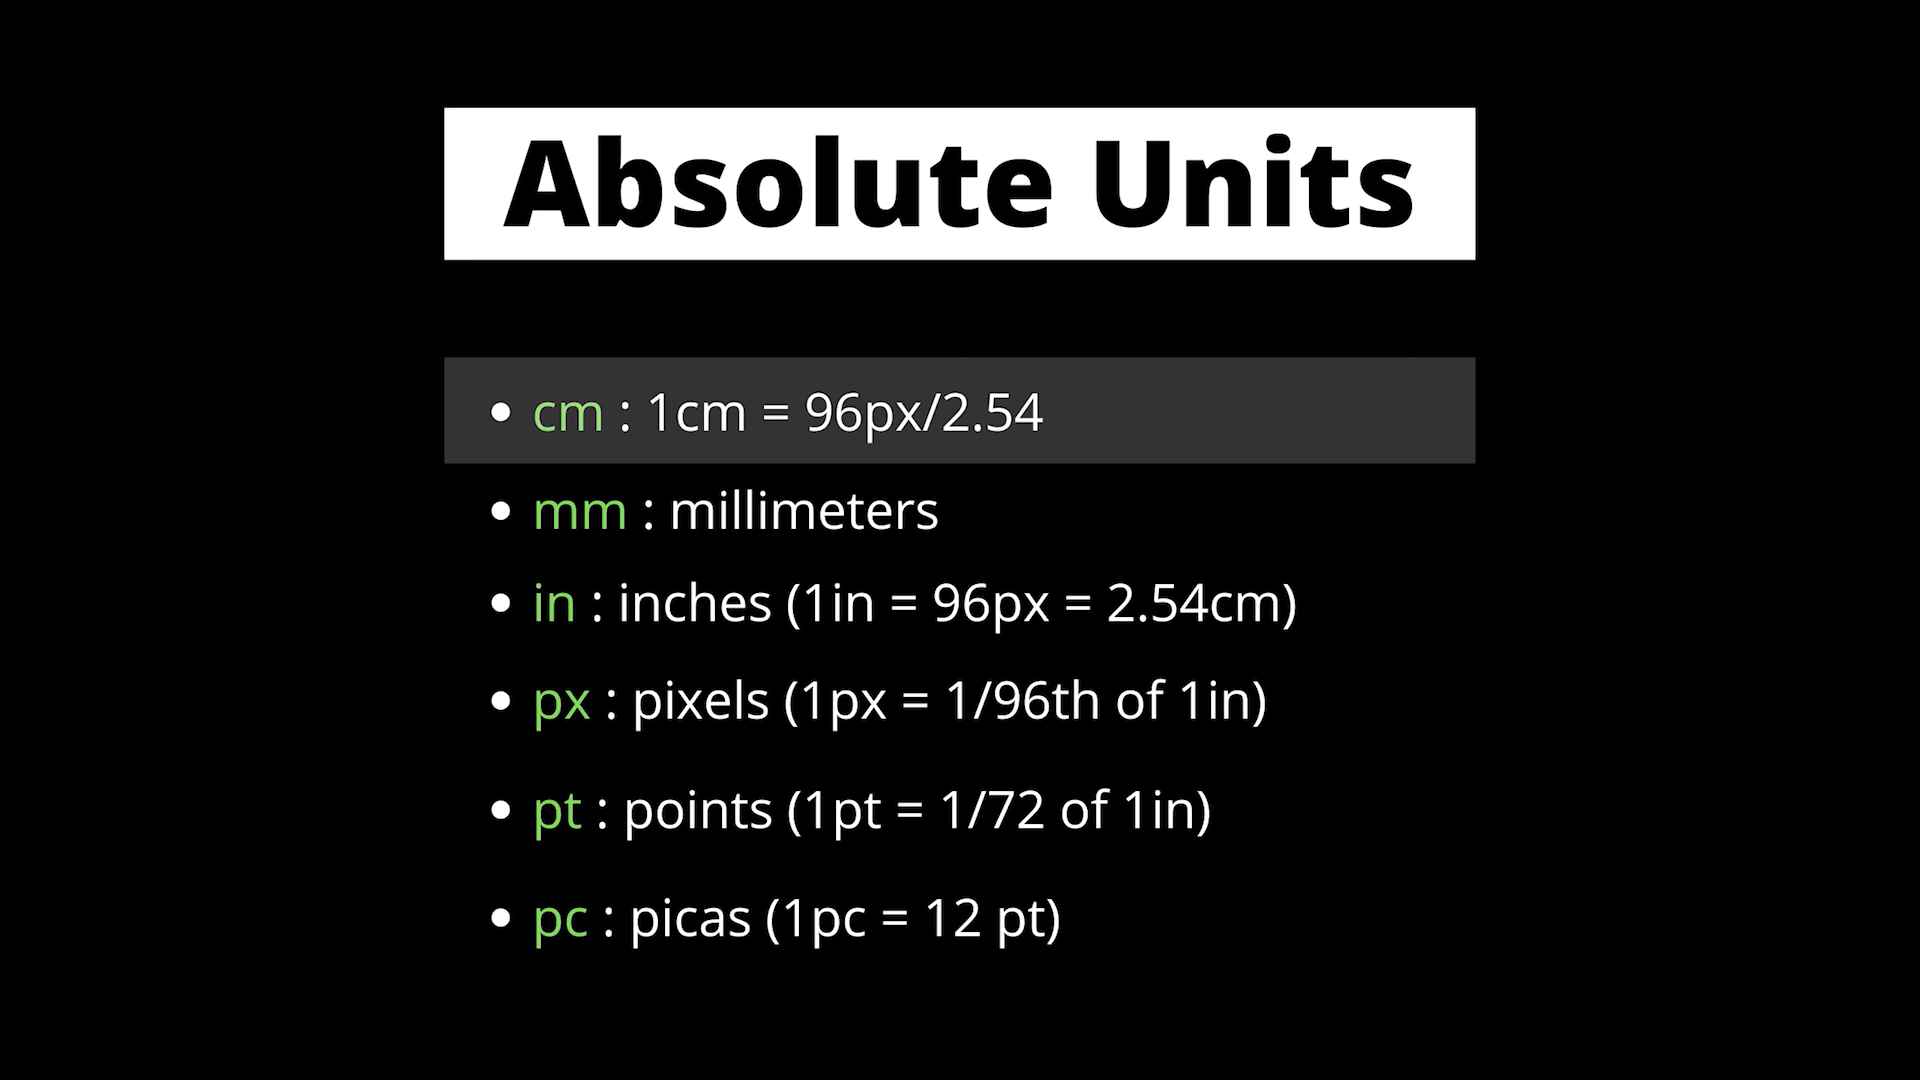 Absolute Units
• cm : 1cm = 96px/2.54
• mm : millimeters
• in : inches (1in = 96px = 2.54cm)
• px : pixels (1px = 1/96th of 1in)
• pt : points (1pt = 1/72 of 1in)
• pc : picas (1pc = 12 pt)